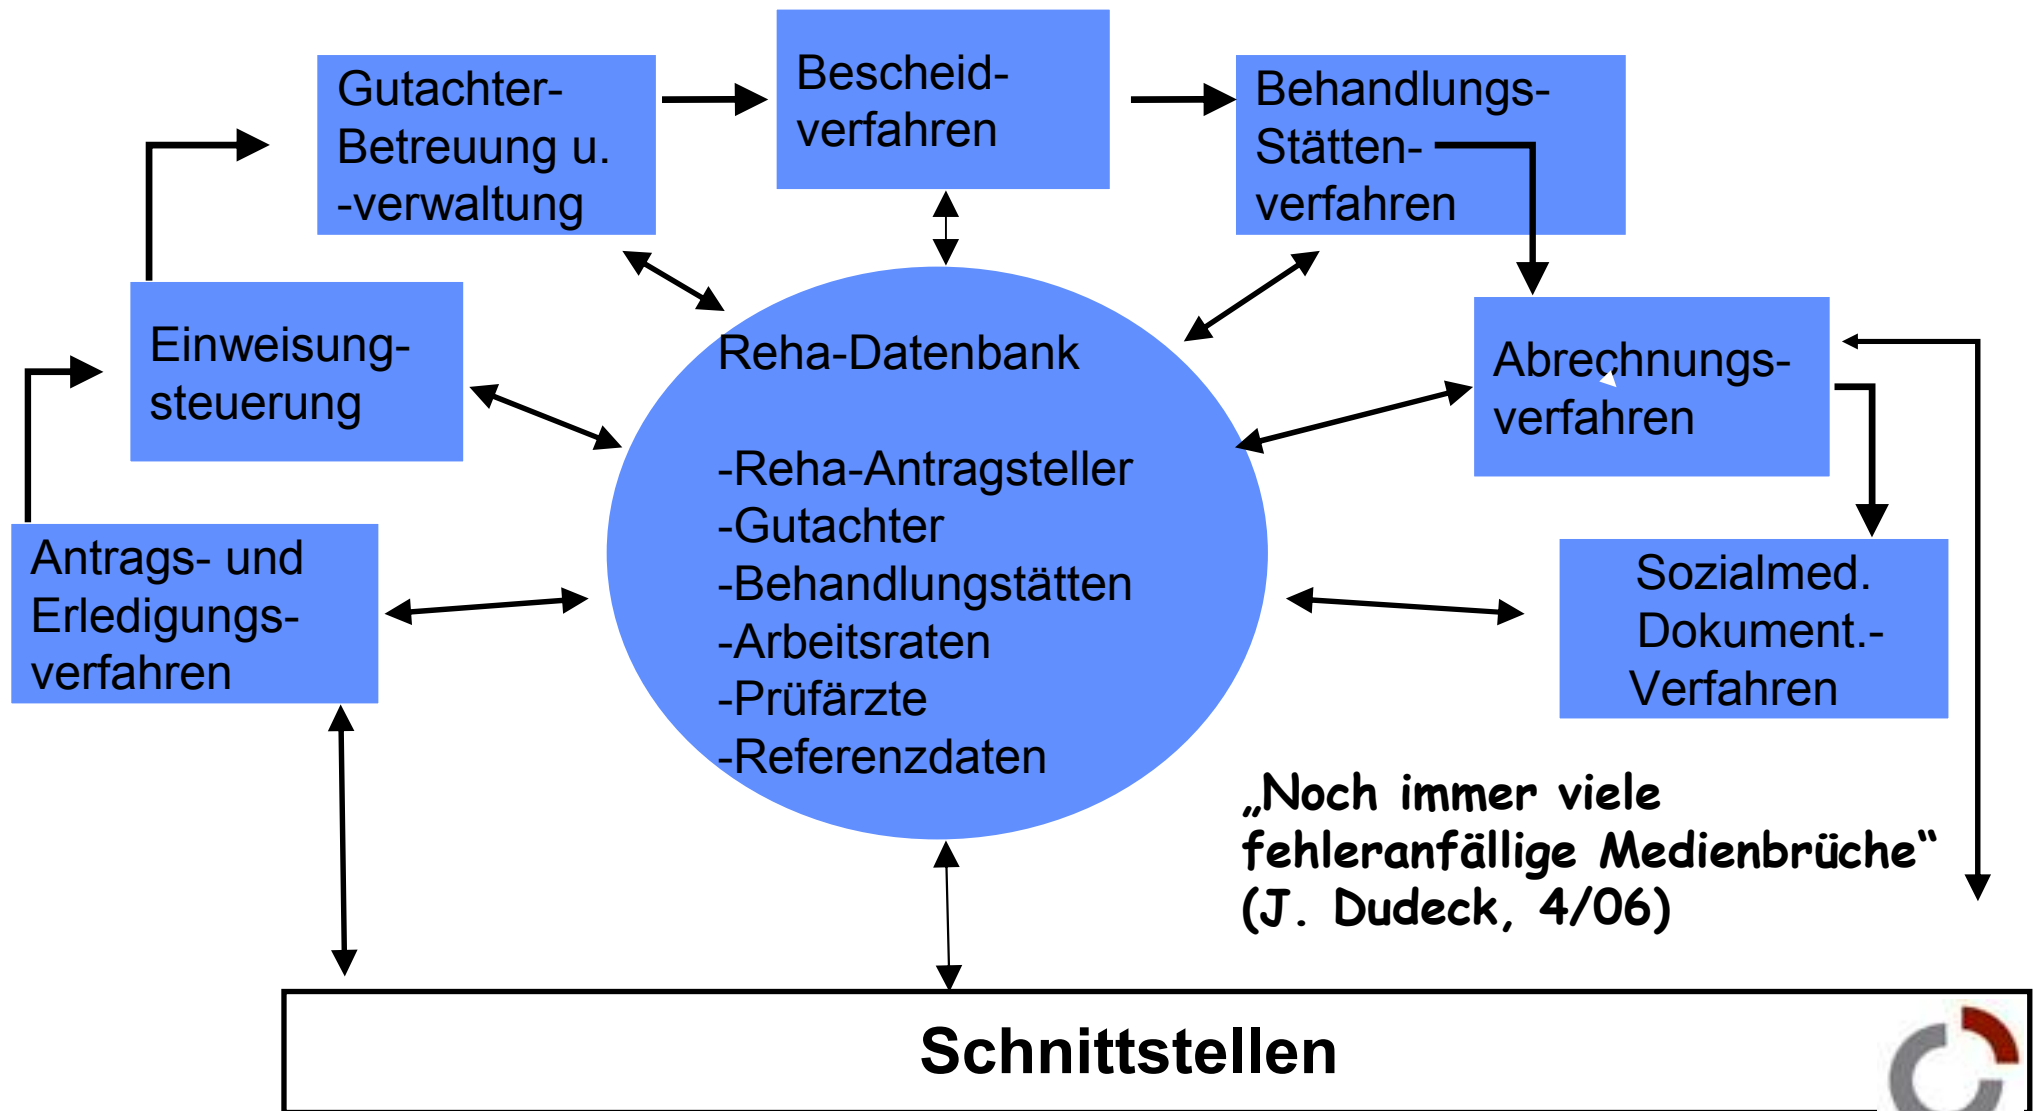 Gutachter-
Betreuung u.
-verwaltung
Bescheid-
verfahren
Behandlungs-
Stätten-
verfahren
Einweisung-
steuerung
Reha-Datenbank
-Reha-Antragsteller
-Gutachter
-Behandlungstätten
-Arbeitsraten
-Prüfärzte
-Referenzdaten
Abrechnungs-
verfahren
Antrags- und
Erledigungs-
verfahren
Sozialmed.
Dokument.-
Verfahren
„Noch immer viele
fehleranfällige Medienbrüche“
(J. Dudeck, 4/06)
Schnittstellen